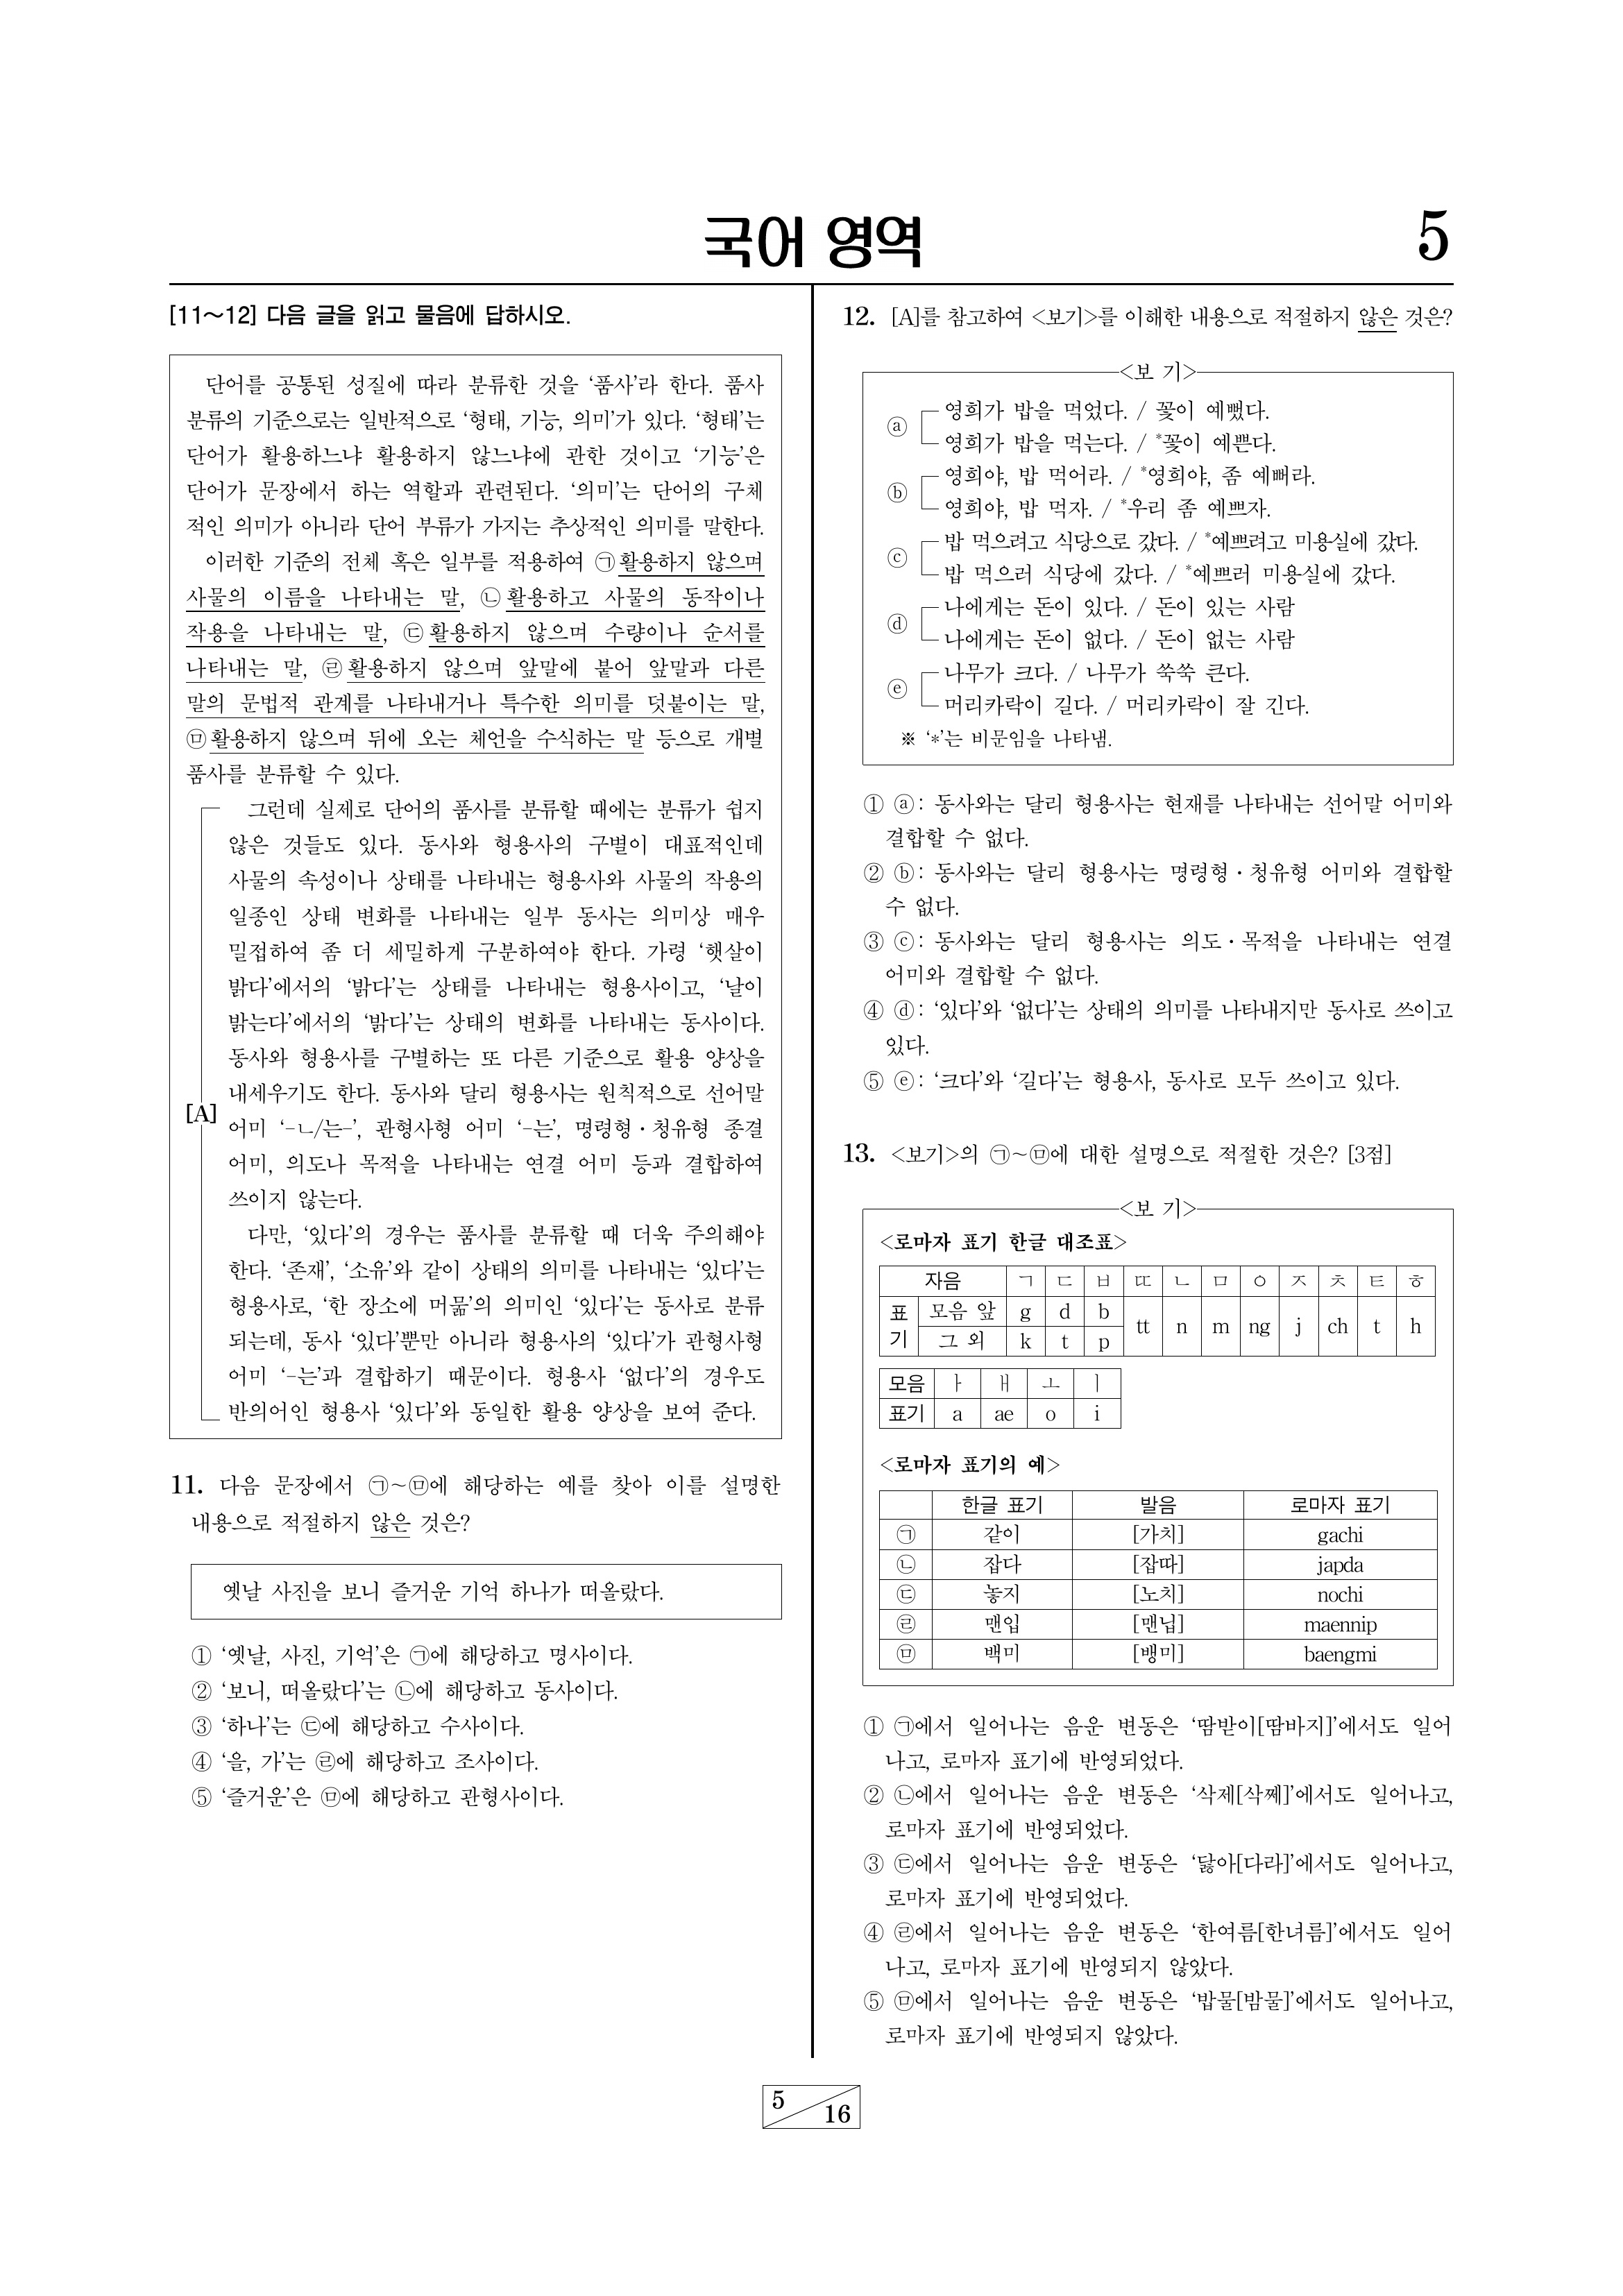 국어 영역
5
[11～12] 다음 글을 읽고 물음에 답하시오.
단어를 공통된 성질에 따라 분류한 것을 ‘품사’라 한다. 품사
분류의 기준으로는 일반적으로 ‘형태, 기능, 의미’가 있다. ‘형태’는
단어가 활용하느냐 활용하지 않느냐에 관한 것이고 ‘기능’은
단어가 문장에서 하는 역할과 관련된다. ‘의미’는 단어의 구체
적인 의미가 아니라 단어 부류가 가지는 추상적인 의미를 말한다.
이러한 기준의 전체 혹은 일부를 적용하여 ㉠활용하지 않으며
사물의 이름을 나타내는 말, ㉡활용하고 사물의 동작이나
작용을 나타내는 말, ㉢활용하지 않으며 수량이나 순서를
나타내는 말, ㉣활용하지 않으며 앞말에 붙어 앞말과 다른
말의 문법적 관계를 나타내거나 특수한 의미를 덧붙이는 말,
㉤활용하지 않으며 뒤에 오는 체언을 수식하는 말 등으로 개별
품사를 분류할 수 있다.
그런데 실제로 단어의 품사를 분류할 때에는 분류가 쉽지
않은 것들도 있다. 동사와 형용사의 구별이 대표적인데
사물의 속성이나 상태를 나타내는 형용사와 사물의 작용의
일종인 상태 변화를 나타내는 일부 동사는 의미상 매우
밀접하여 좀 더 세밀하게 구분하여야 한다. 가령 ‘햇살이
밝다’에서의 ‘밝다’는 상태를 나타내는 형용사이고, ‘날이
밝는다’에서의 ‘밝다’는 상태의 변화를 나타내는 동사이다.
동사와 형용사를 구별하는 또 다른 기준으로 활용 양상을
내세우기도 한다. 동사와 달리 형용사는 원칙적으로 선어말
[A] 어미 ‘-ㄴ/는-’, 관형사형 어미 ‘-는’, 명령형·청유형 종결
어미, 의도나 목적을 나타내는 연결 어미 등과 결합하여
쓰이지 않는다.
다만, ‘있다’의 경우는 품사를 분류할 때 더욱 주의해야
한다. ‘존재’, ‘소유’와 같이 상태의 의미를 나타내는 ‘있다’는
형용사로, ‘한 장소에 머묾’의 의미인 ‘있다’는 동사로 분류
되는데, 동사 ‘있다’뿐만 아니라 형용사의 ‘있다’가 관형사형
어미 ‘-는’과 결합하기 때문이다. 형용사 ‘없다’의 경우도
반의어인 형용사 ‘있다’와 동일한 활용 양상을 보여 준다.
11. 다음 문장에서 ㉠~㉤에 해당하는 예를 찾아 이를 설명한
내용으로 적절하지 않은 것은?
옛날 사진을 보니 즐거운 기억 하나가 떠올랐다.
① ‘옛날, 사진, 기억’은 ㉠에 해당하고 명사이다.
② ‘보니, 떠올랐다’는 ㉡에 해당하고 동사이다.
③ ‘하나’는 ㉢에 해당하고 수사이다.
④ ‘을, 가’는 ㉣에 해당하고 조사이다.
⑤ ‘즐거운’은 ㉤에 해당하고 관형사이다.
12. [A]를 참고하여 <보기>를 이해한 내용으로 적절하지 않은 것은?
<보 기>
ⓐ 영희가 밥을 먹었다. / 꽃이 예뻤다.
영희가 밥을 먹는다. / *꽃이 예쁜다.
ⓑ 영희야, 밥 먹어라. / *영희야, 좀 예뻐라.
영희야, 밥 먹자. / *우리 좀 예쁘자.
ⓒ 밥 먹으려고 식당으로 갔다. / *예쁘려고 미용실에 갔다.
밥 먹으러 식당에 갔다. / *예쁘러 미용실에 갔다.
ⓓ 나에게는 돈이 있다. / 돈이 있는 사람
나에게는 돈이 없다. / 돈이 없는 사람
ⓔ 나무가 크다. / 나무가 쑥쑥 큰다.
머리카락이 길다. / 머리카락이 잘 긴다.
※ ‘*’는 비문임을 나타냄.
① ⓐ: 동사와는 달리 형용사는 현재를 나타내는 선어말 어미와
결합할 수 없다.
② ⓑ: 동사와는 달리 형용사는 명령형·청유형 어미와 결합할
수 없다.
③ ⓒ: 동사와는 달리 형용사는 의도·목적을 나타내는 연결
어미와 결합할 수 없다.
④ ⓓ: ‘있다’와 ‘없다’는 상태의 의미를 나타내지만 동사로 쓰이고
있다.
⑤ ⓔ: ‘크다’와 ‘길다’는 형용사, 동사로 모두 쓰이고 있다.
13. <보기>의 ㉠~㉤에 대한 설명으로 적절한 것은? [3점]
<보 기>
<로마자 표기 한글 대조표>
자음 ㄱ ㄷ ㅂ ㄸ ㄴ ㅁ ㅇ ㅈ ㅊ ㅌ ㅎ
표기 모음 앞 g d b tt n m ng j ch t h
그 외 k t p
모음 ㅏ ㅐ ㅗ ㅣ
표기 a ae o i
<로마자 표기의 예>
한글 표기 발음 로마자 표기
㉠ 같이 [가치] gachi
㉡ 잡다 [잡따] japda
㉢ 놓지 [노치] nochi
㉣ 맨입 [맨닙] maennip
㉤ 백미 [뱅미] baengmi
① ㉠에서 일어나는 음운 변동은 ‘땀받이[땀바지]’에서도 일어
나고, 로마자 표기에 반영되었다.
② ㉡에서 일어나는 음운 변동은 ‘삭제[삭쩨]’에서도 일어나고,
로마자 표기에 반영되었다.
③ ㉢에서 일어나는 음운 변동은 ‘닳아[다라]’에서도 일어나고,
로마자 표기에 반영되었다.
④ ㉣에서 일어나는 음운 변동은 ‘한여름[한녀름]’에서도 일어
나고, 로마자 표기에 반영되지 않았다.
⑤ ㉤에서 일어나는 음운 변동은 ‘밥물[밤물]’에서도 일어나고,
로마자 표기에 반영되지 않았다.
5
16